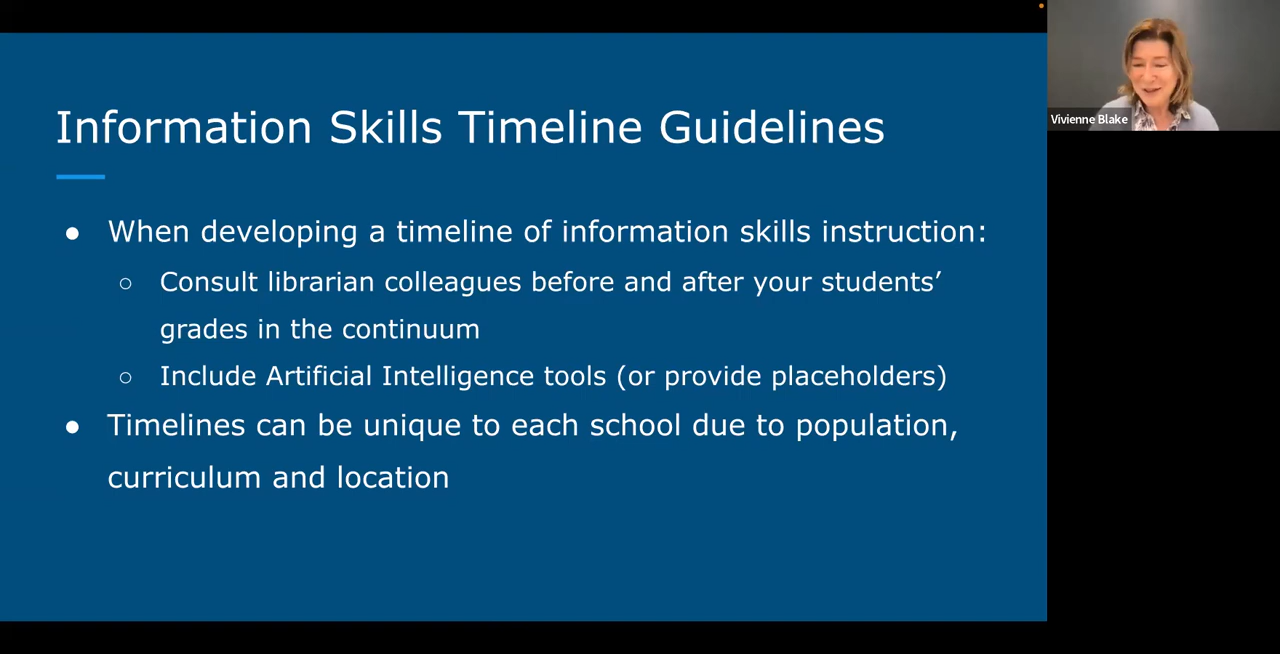 Information Skills Timeline Guidelines
● When developing a timeline of information skills instruction:
○ Consult librarian colleagues before and after your students’
grades in the continuum
○ Include Artificial Intelligence tools (or provide placeholders)
● Timelines can be unique to each school due to population,
curriculum and location
Vivienne Blake